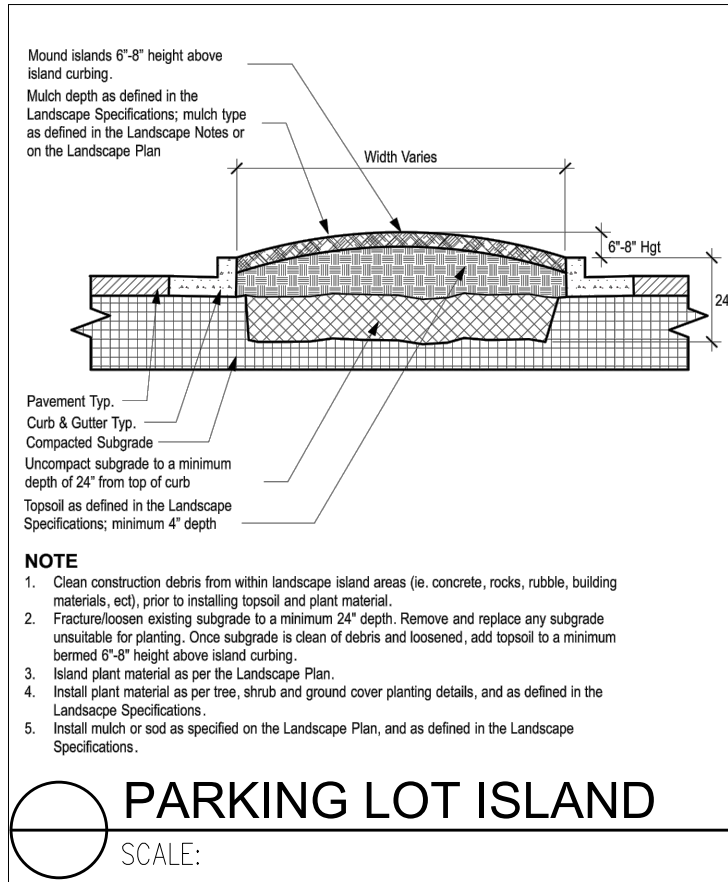 Mound islands 6"-8" height above
island curbing.
Mulch depth as defined in the
Landscape Specifications; mulch type
as defined in the Landscape Notes or
on the Landscape Plan
Width Varies
6"-8" Hgt
24
Pavement Typ.
Curb & Gutter Typ.
Compacted Subgrade
Uncompact subgrade to a minimum
depth of 24" from top of curb
Topsoil as defined in the Landscape
Specifications; minimum 4" depth
NOTE
1. Clean construction debris from within landscape island areas (ie. concrete, rocks, rubble, building
materials, ect), prior to installing topsoil and plant material.
2. Fracture/loosen existing subgrade to a minimum 24" depth. Remove and replace any subgrade
unsuitable for planting. Once subgrade is clean of debris and loosened, add topsoil to a minimum
bermed 6"-8" height above island curbing.
3. Island plant material as per the Landscape Plan.
4. Install plant material as per tree, shrub and ground cover planting details, and as defined in the
Landsacpe Specifications.
5. Install mulch or sod as specified on the Landscape Plan, and as defined in the Landscape
Specifications.
PARKING LOT ISLAND
SCALE: